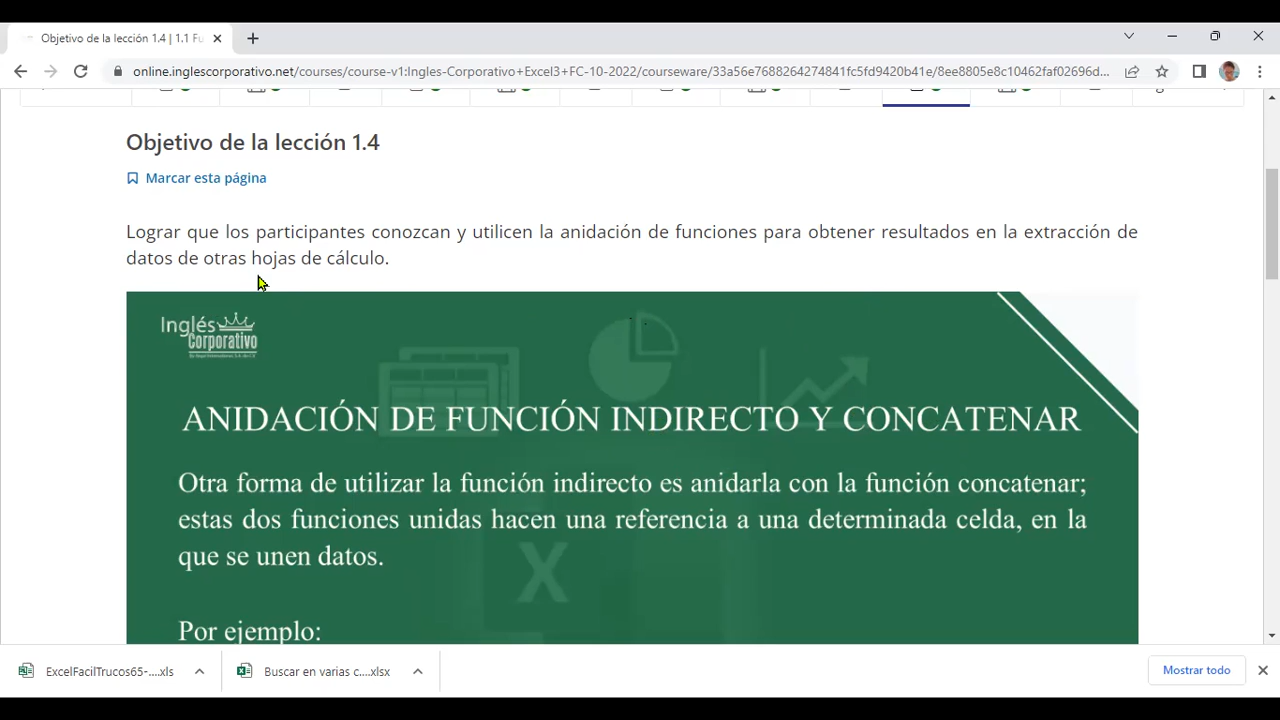 Objetivo de la lección 1.4 | 1.1 Fu
online.inglescorporativo.net/courses/course-v1:Ingles-Corporativo+Excel3+FC-10-2022/courseware/33a56e7688264274841fc5fd9420b41e/8ee8805e8c10462faf02696d...
Objetivo de la lección 1.4
Marcar esta página
Lograr que los participantes conozcan y utilicen la anidación de funciones para obtener resultados en la extracción de
datos de otras hojas de cálculo.
Inglés
Corporativo
ANIDACIÓN DE FUNCIÓN INDIRECTO Y CONCATENAR
Otra forma de utilizar la función indirecto es anidarla con la función concatenar;
estas dos funciones unidas hacen una referencia a una determinada celda, en la
que se unen datos.
X
Por ejemplo:
ExcelFacilTrucos65-....xls
Buscar en varias c....xlsx
Mostrar todo